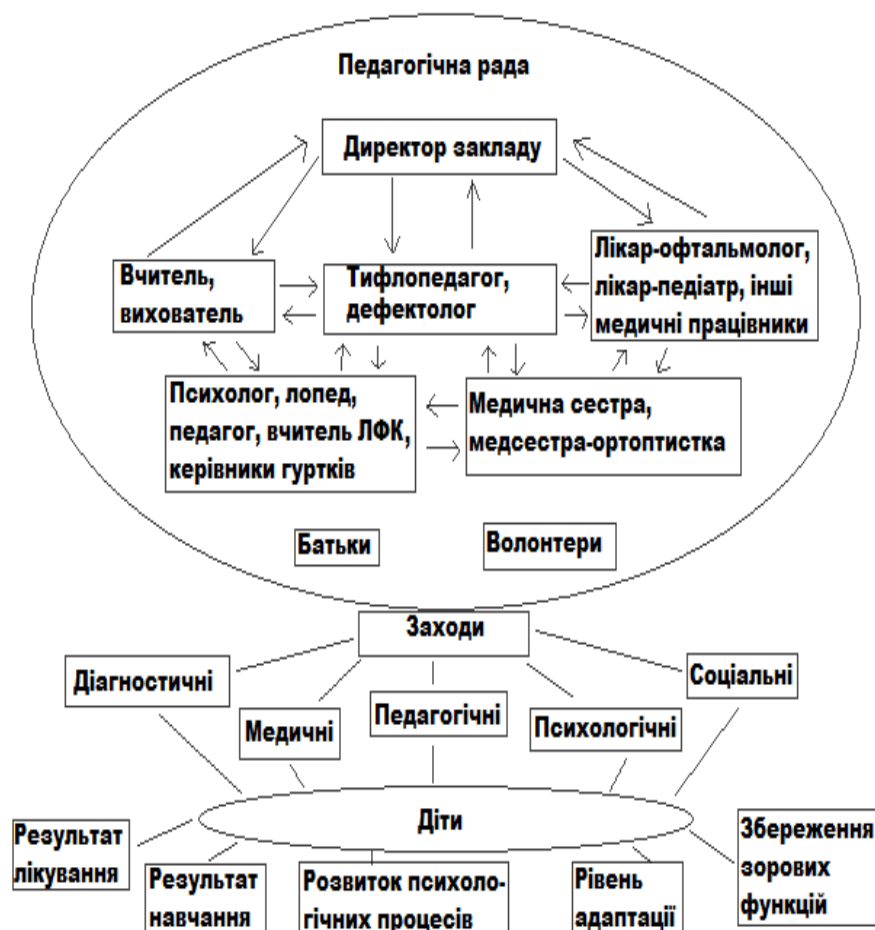 Педагогічна рада
Директор закладу
Вчитель,
вихователь
Тифлопедагог,
дефектолог
Лікар-офтальмолог,
лікар-педіатр, інші
медичні працівники
Психолог, лопед,
педагог, вчитель ЛФК,
керівники гуртків
Медична сестра,
медсестра-ортоптистка
Батьки
Волонтери
Заходи
Діагностичні
Медичні
Педагогічні
Психологічні
Соціальні
Діти
Результат
лікування
Результат
навчання
Розвиток психоло-
гічних процесів
Рівень
адаптації
Збереження
зорових
функцій